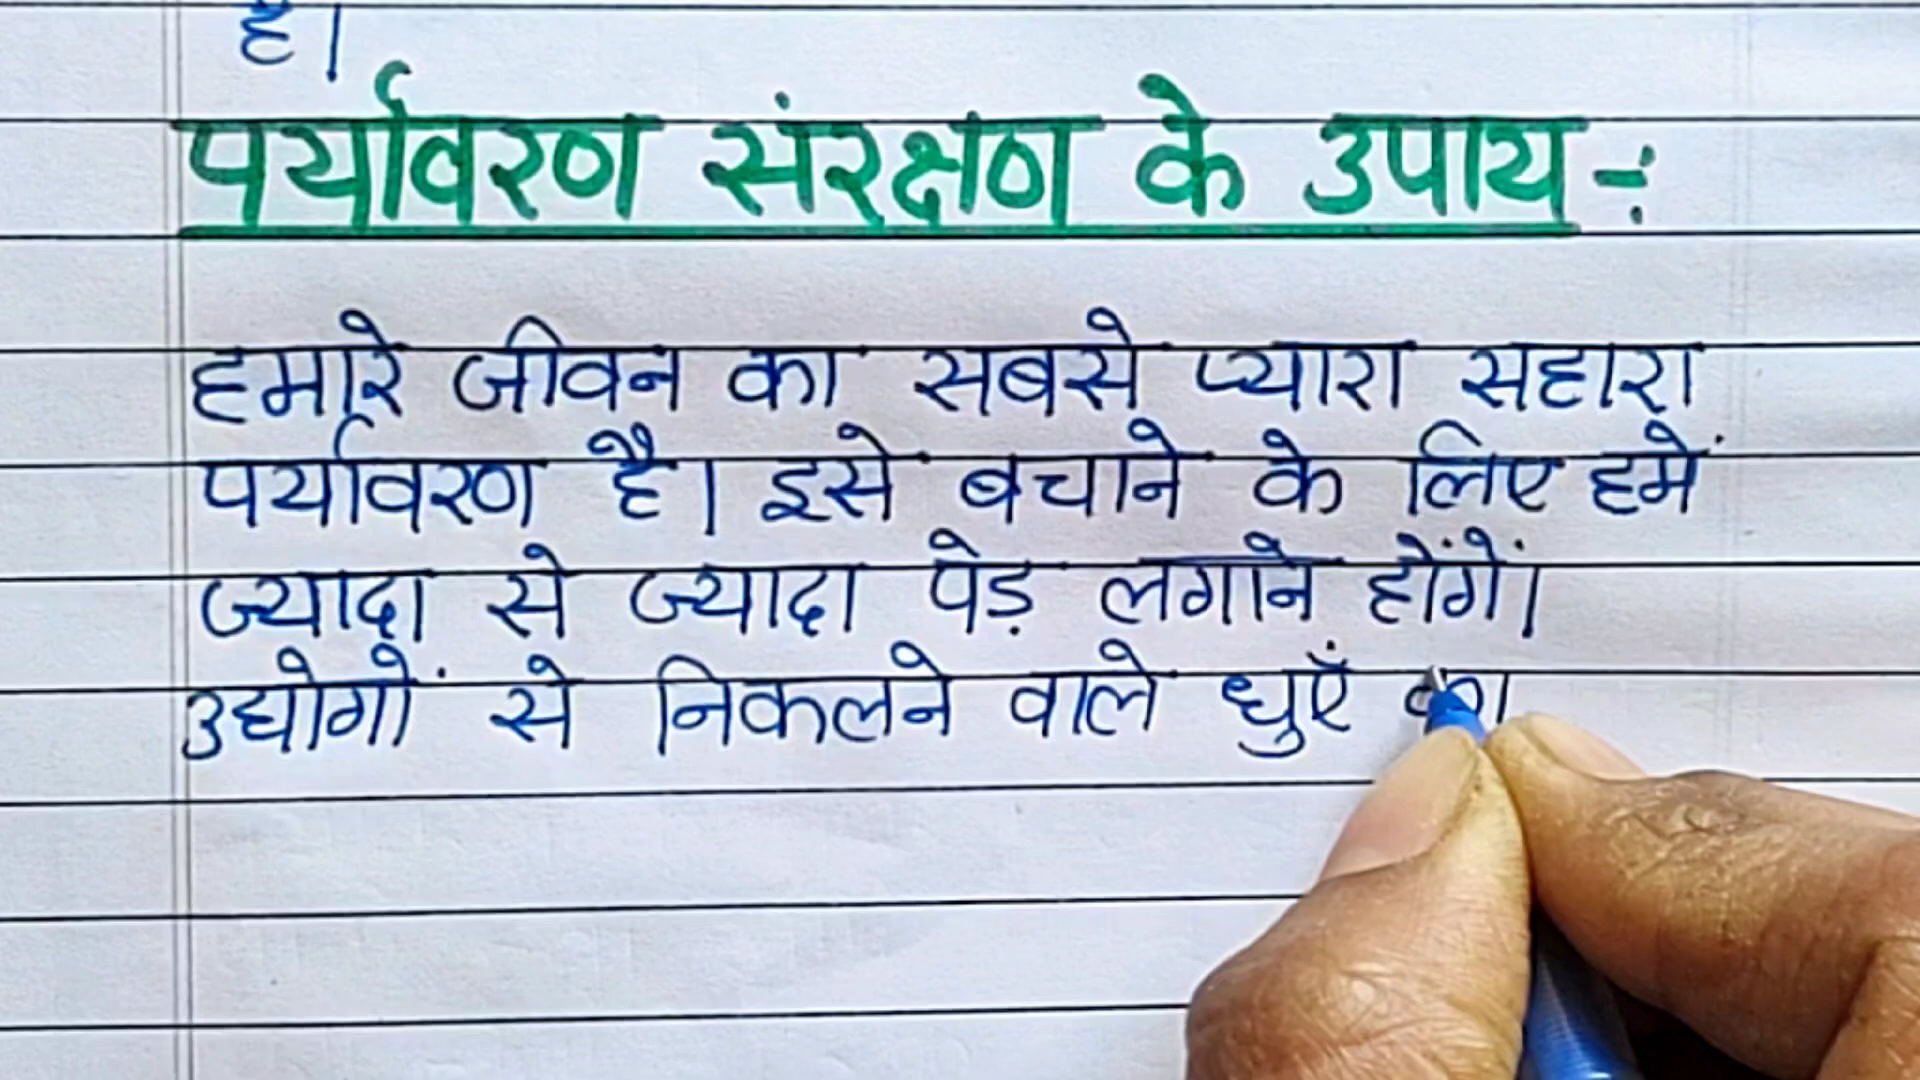 है।
पर्यावरण संरक्षण के उपाय -:
हमारे जीवन का सबसे प्यारा सहारा
पर्यावरण है। इसे बचाने के लिए हमें
ज्यादा से ज्यादा पेड़ लगाने होंगें।
उद्योगों से निकलने वाले धुएँ का